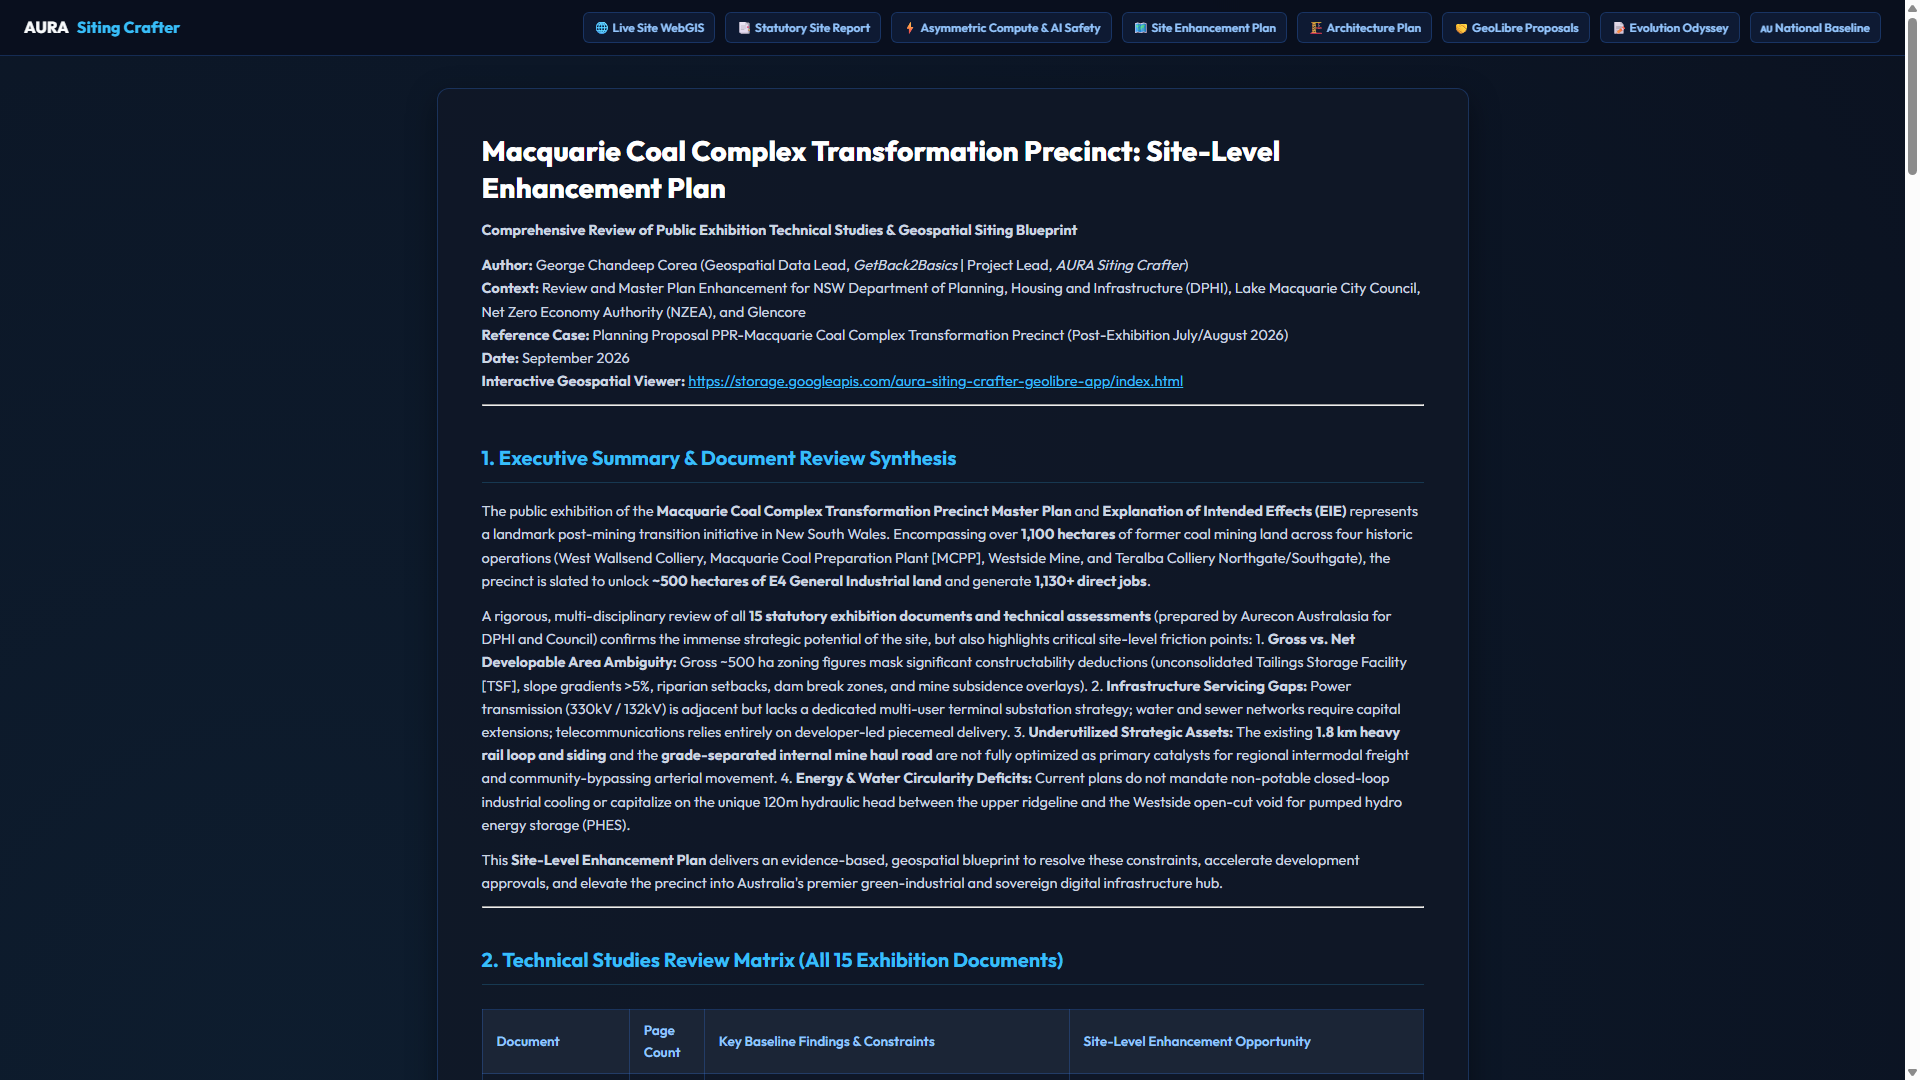 AURA Siting Crafter
Live Site WebGIS
Statutory Site Report
Asymmetric Compute & AI Safety
Site Enhancement Plan
Architecture Plan
GeoLibre Proposals
Evolution Odyssey
AU National Baseline
Macquarie Coal Complex Transformation Precinct: Site-Level
Enhancement Plan
Comprehensive Review of Public Exhibition Technical Studies & Geospatial Siting Blueprint
Author: George Chandeep Corea (Geospatial Data Lead, GetBack2Basics | Project Lead, AURA Siting Crafter)
Context: Review and Master Plan Enhancement for NSW Department of Planning, Housing and Infrastructure (DPHI), Lake Macquarie City Council,
Net Zero Economy Authority (NZEA), and Glencore
Reference Case: Planning Proposal PPR-Macquarie Coal Complex Transformation Precinct (Post-Exhibition July/August 2026)
Date: September 2026
Interactive Geospatial Viewer: https://storage.googleapis.com/aura-siting-crafter-geolibre-app/index.html
1. Executive Summary & Document Review Synthesis
The public exhibition of the Macquarie Coal Complex Transformation Precinct Master Plan and Explanation of Intended Effects (EIE) represents
a landmark post-mining transition initiative in New South Wales. Encompassing over 1,100 hectares of former coal mining land across four historic
operations (West Wallsend Colliery, Macquarie Coal Preparation Plant [MCPP], Westside Mine, and Teralba Colliery Northgate/Southgate), the
precinct is slated to unlock ~500 hectares of E4 General Industrial land and generate 1,130+ direct jobs.
A rigorous, multi-disciplinary review of all 15 statutory exhibition documents and technical assessments (prepared by Aurecon Australasia for
DPHI and Council) confirms the immense strategic potential of the site, but also highlights critical site-level friction points: 1. Gross vs. Net
Developable Area Ambiguity: Gross ~500 ha zoning figures mask significant constructability deductions (unconsolidated Tailings Storage Facility
[TSF], slope gradients >5%, riparian setbacks, dam break zones, and mine subsidence overlays). 2. Infrastructure Servicing Gaps: Power
transmission (330kV / 132kV) is adjacent but lacks a dedicated multi-user terminal substation strategy; water and sewer networks require capital
extensions; telecommunications relies entirely on developer-led piecemeal delivery. 3. Underutilized Strategic Assets: The existing 1.8 km heavy
rail loop and siding and the grade-separated internal mine haul road are not fully optimized as primary catalysts for regional intermodal freight
and community-bypassing arterial movement. 4. Energy & Water Circularity Deficits: Current plans do not mandate non-potable closed-loop
industrial cooling or capitalize on the unique 120m hydraulic head between the upper ridgeline and the Westside open-cut void for pumped hydro
energy storage (PHES).
This Site-Level Enhancement Plan delivers an evidence-based, geospatial blueprint to resolve these constraints, accelerate development
approvals, and elevate the precinct into Australia's premier green-industrial and sovereign digital infrastructure hub.
2. Technical Studies Review Matrix (All 15 Exhibition Documents)
Document
Page
Count
Key Baseline Findings & Constraints
Site-Level Enhancement Opportunity